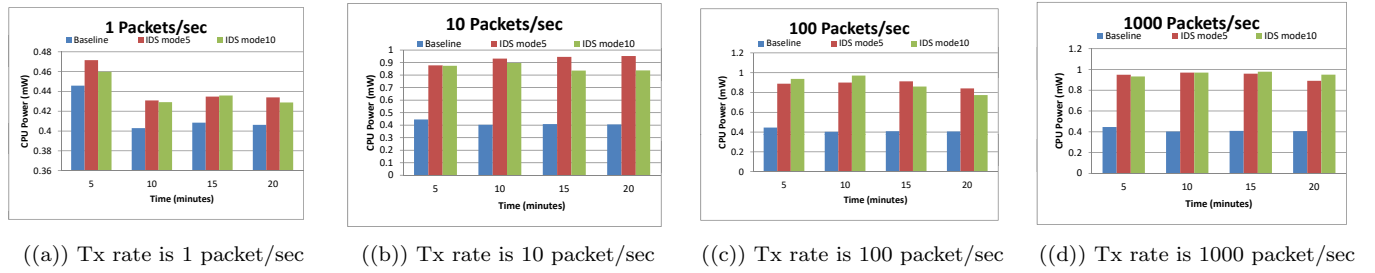 1 Packets/sec
Baseline IDS mode5 IDS mode10
CPU Power (mW)
0.48
0.46
0.44
0.42
0.4
0.38
0.36
5 10 15 20
Time (minutes)
((a)) Tx rate is 1 packet/sec
10 Packets/sec
Baseline IDS mode5 IDS mode10
CPU Power (mW)
1
0.9
0.8
0.7
0.6
0.5
0.4
0.3
0.2
0.1
0
5 10 15 20
Time (minutes)
((b)) Tx rate is 10 packet/sec
100 Packets/sec
Baseline IDS mode5 IDS mode10
CPU Power (mW)
1.2
1
0.8
0.6
0.4
0.2
0
5 10 15 20
Time (minutes)
((c)) Tx rate is 100 packet/sec
1000 Packets/sec
Baseline IDS mode5 IDS mode10
CPU Power (mW)
1.2
1
0.8
0.6
0.4
0.2
0
5 10 15 20
Time (minutes)
((d)) Tx rate is 1000 packet/sec